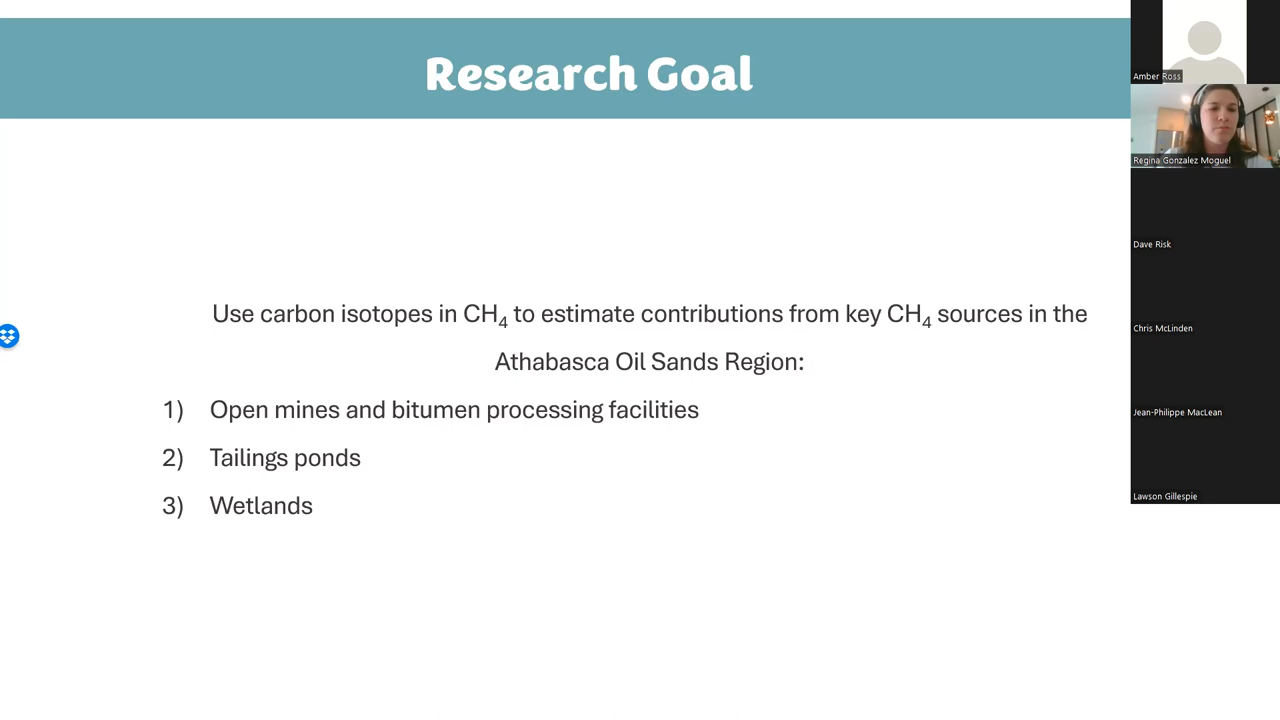 Research Goal
Use carbon isotopes in CH₄ to estimate contributions from key CH₄ sources in the
Athabasca Oil Sands Region:
1) Open mines and bitumen processing facilities
2) Tailings ponds
3) Wetlands
Amber Ross
Regina Gonzalez Moguel
Dave Risk
Chris McLinden
Jean-Philippe MacLean
Lawson Gillespie